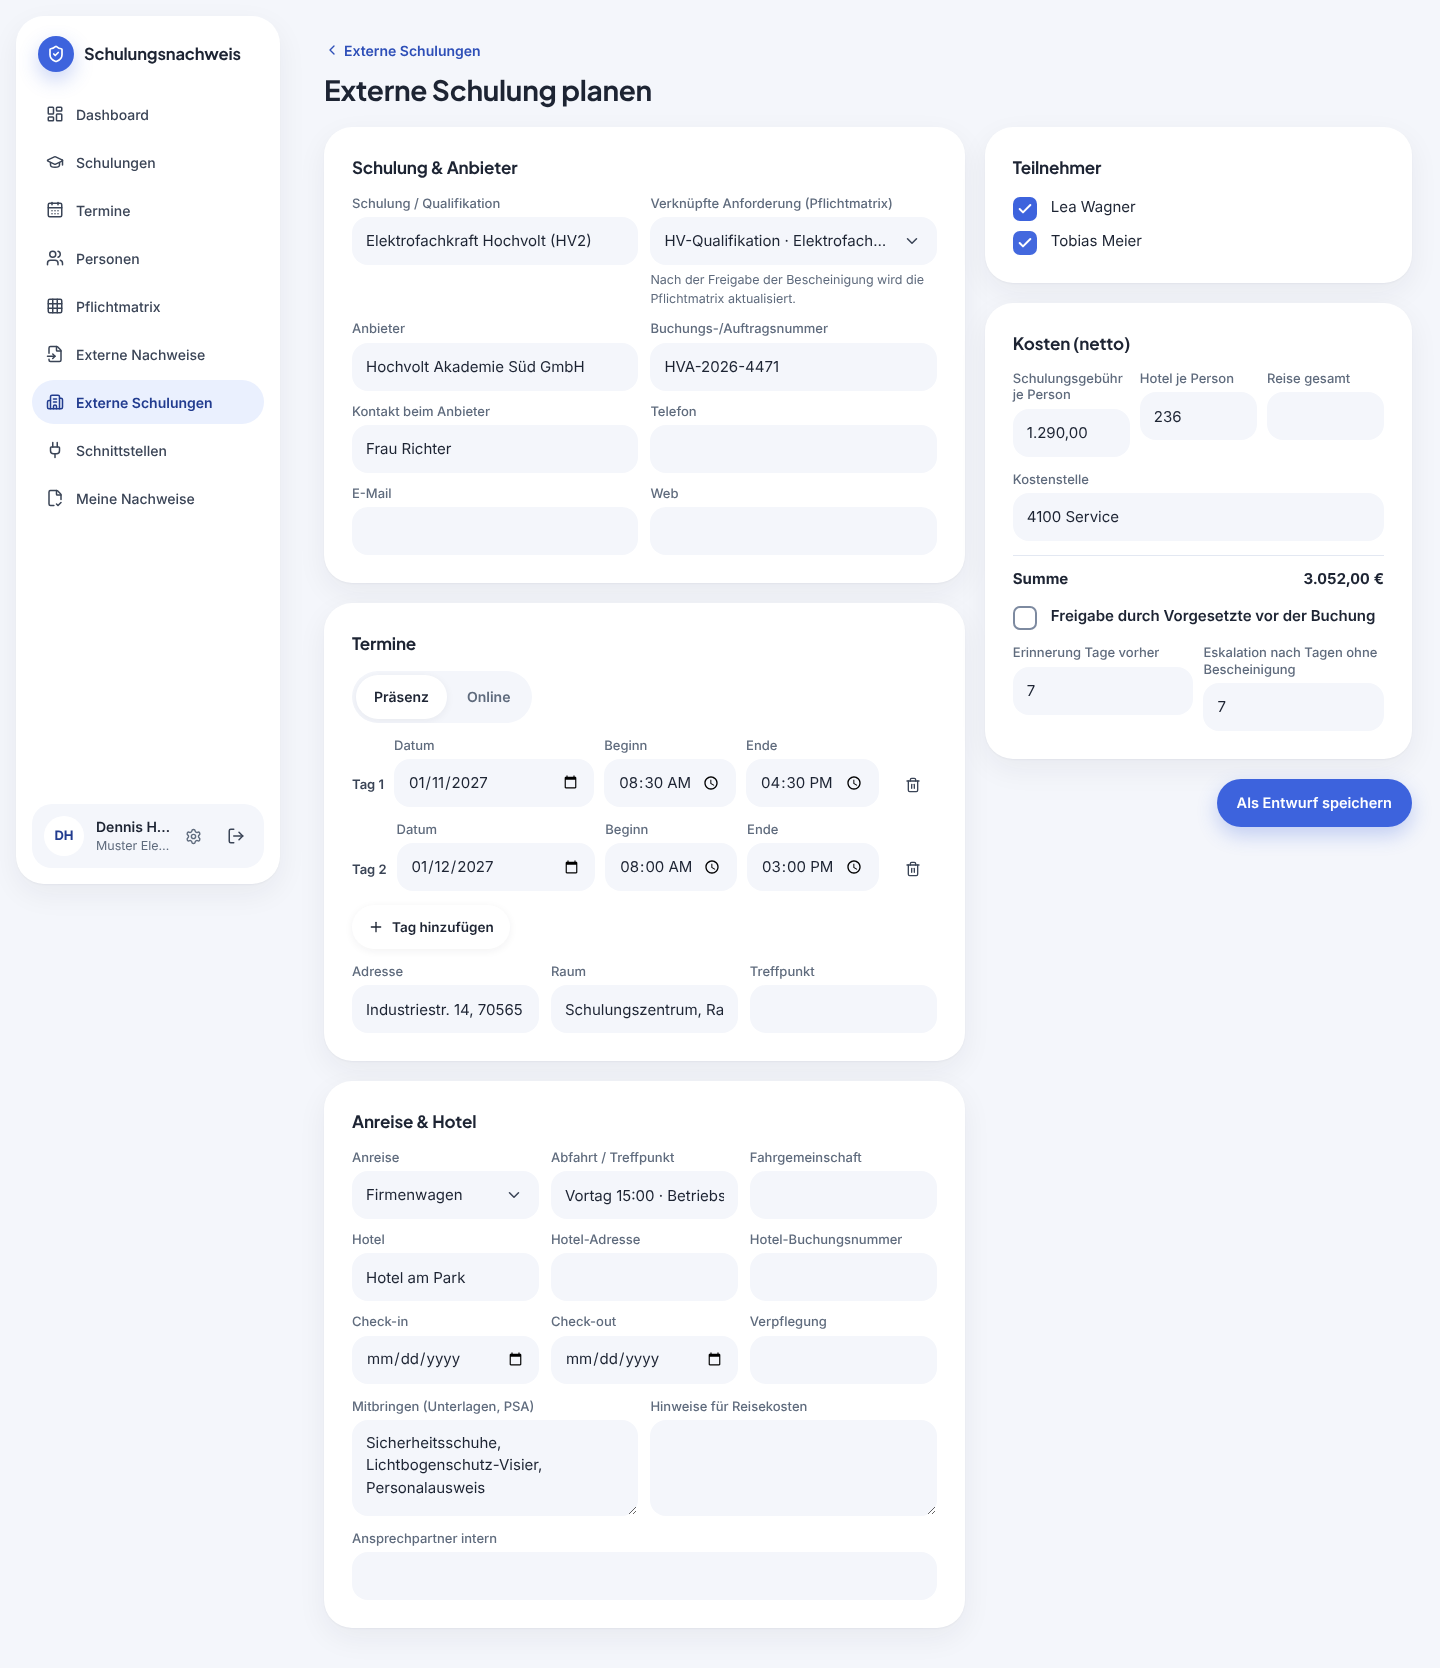 Schulungsnachweis
Dashboard
Schulungen
Termine
Personen
Pflichtmatrix
Externe Nachweise
Externe Schulungen
Schnittstellen
Meine Nachweise
DH
Dennis H...
Muster Ele...
Externe Schulungen
Externe Schulung planen
Schulung & Anbieter
Schulung / Qualifikation
Verknüpfte Anforderung (Pflichtmatrix)
Elektrofachkraft Hochvolt (HV2)
HV-Qualifikation · Elektrofach...
Nach der Freigabe der Bescheinigung wird die
Pflichtmatrix aktualisiert.
Anbieter
Buchungs-/Auftragsnummer
Hochvolt Akademie Süd GmbH
HVA-2026-4471
Kontakt beim Anbieter
Telefon
Frau Richter
E-Mail
Web
Termine
Präsenz
Online
Datum
Beginn
Ende
Tag 1
01/11/2027
08:30 AM
04:30 PM
Datum
Beginn
Ende
Tag 2
01/12/2027
08:00 AM
03:00 PM
Tag hinzufügen
Adresse
Raum
Treffpunkt
Industriestr. 14, 70565
Schulungszentrum, Ra
Anreise & Hotel
Anreise
Abfahrt / Treffpunkt
Fahrgemeinschaft
Firmenwagen
Vortag 15:00 · Betriebs
Hotel
Hotel-Adresse
Hotel-Buchungsnummer
Hotel am Park
Check-in
Check-out
Verpflegung
mm/dd/yyyy
mm/dd/yyyy
Mitbringen (Unterlagen, PSA)
Hinweise für Reisekosten
Sicherheitsschuhe,
Lichtbogenschutz-Visier,
Personalausweis
Ansprechpartner intern
Teilnehmer
Lea Wagner
Tobias Meier
Kosten (netto)
Schulungsgebühr
je Person
Hotel je Person
Reise gesamt
1.290,00
236
Kostenstelle
4100 Service
Summe
3.052,00 €
Freigabe durch Vorgesetzte vor der Buchung
Erinnerung Tage vorher
Eskalation nach Tagen ohne
Bescheinigung
7
7
Als Entwurf speichern